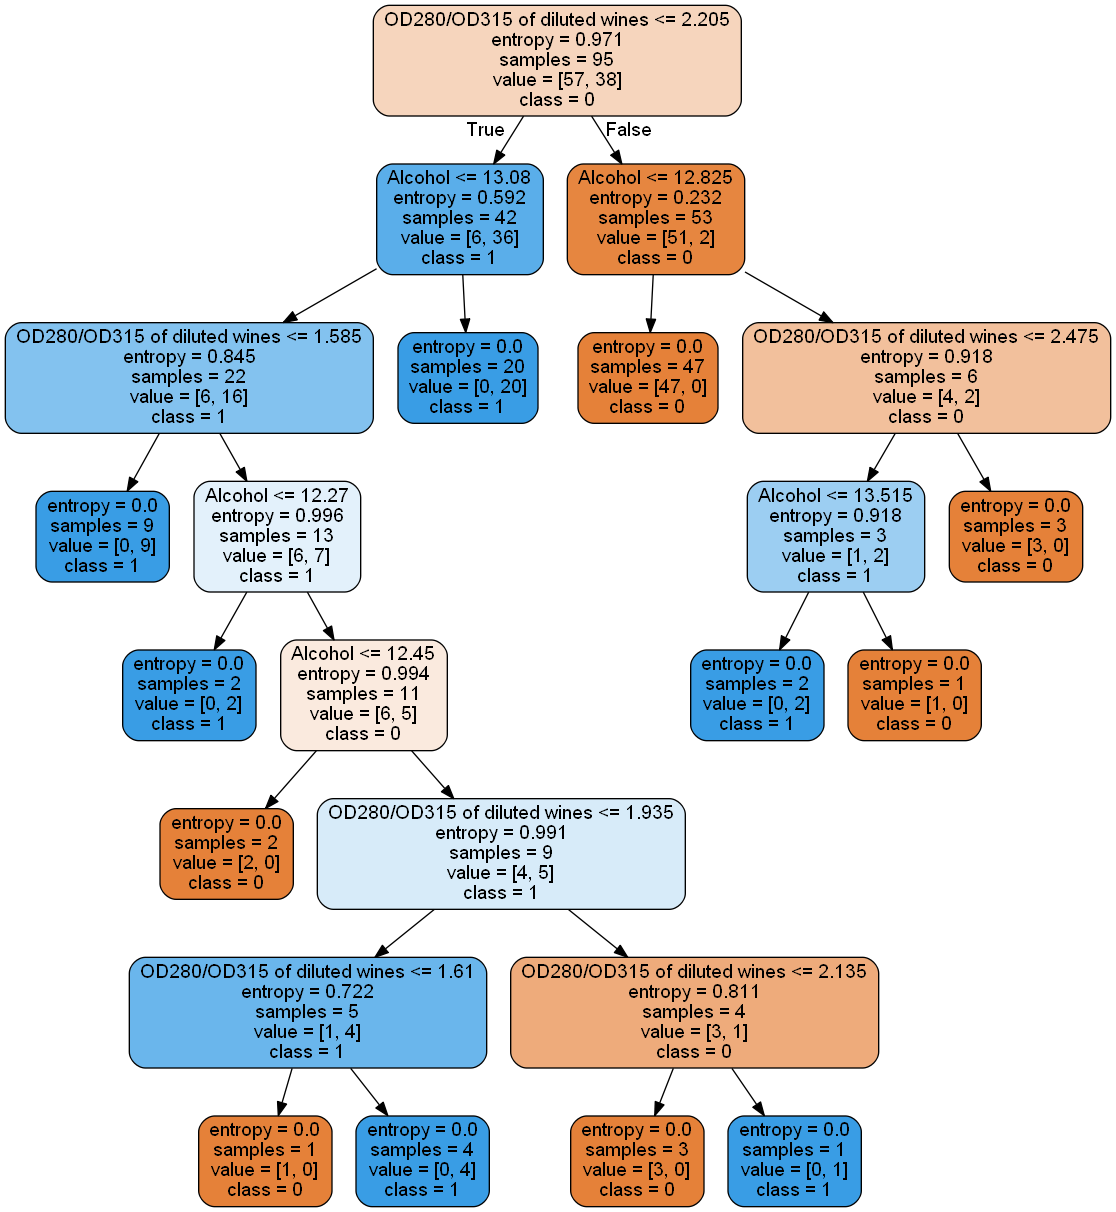 OD280/OD315 of diluted wines <= 2.205
entropy = 0.971
samples = 95
value = [57, 38]
class = 0
True
False
Alcohol <= 13.08
entropy = 0.592
samples = 42
value = [6, 36]
class = 1
Alcohol <= 12.825
entropy = 0.232
samples = 53
value = [51, 2]
class = 0
OD280/OD315 of diluted wines <= 1.585
entropy = 0.845
samples = 22
value = [6, 16]
class = 1
entropy = 0.0
samples = 20
value = [0, 20]
class = 1
entropy = 0.0
samples = 47
value = [47, 0]
class = 0
OD280/OD315 of diluted wines <= 2.475
entropy = 0.918
samples = 6
value = [4, 2]
class = 0
entropy = 0.0
samples = 9
value = [0, 9]
class = 1
Alcohol <= 12.27
entropy = 0.996
samples = 13
value = [6, 7]
class = 1
Alcohol <= 13.515
entropy = 0.918
samples = 3
value = [1, 2]
class = 1
entropy = 0.0
samples = 3
value = [3, 0]
class = 0
entropy = 0.0
samples = 2
value = [0, 2]
class = 1
Alcohol <= 12.45
entropy = 0.994
samples = 11
value = [6, 5]
class = 0
entropy = 0.0
samples = 2
value = [0, 2]
class = 1
entropy = 0.0
samples = 1
value = [1, 0]
class = 0
entropy = 0.0
samples = 2
value = [2, 0]
class = 0
OD280/OD315 of diluted wines <= 1.935
entropy = 0.991
samples = 9
value = [4, 5]
class = 1
OD280/OD315 of diluted wines <= 1.61
entropy = 0.722
samples = 5
value = [1, 4]
class = 1
OD280/OD315 of diluted wines <= 2.135
entropy = 0.811
samples = 4
value = [3, 1]
class = 0
entropy = 0.0
samples = 1
value = [1, 0]
class = 0
entropy = 0.0
samples = 4
value = [0, 4]
class = 1
entropy = 0.0
samples = 3
value = [3, 0]
class = 0
entropy = 0.0
samples = 1
value = [0, 1]
class = 1